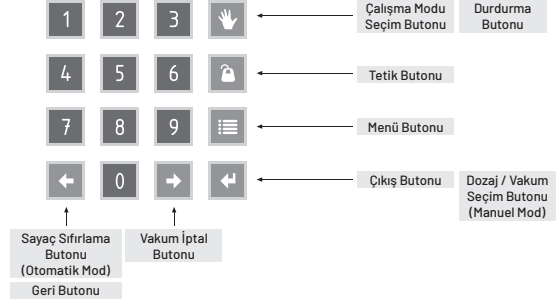 1 2 3
Çalışma Modu
Seçim Butonu
Durdurma
Butonu
4 5 6
Tetik Butonu
7 8 9
Menü Butonu
0
Çıkış Butonu
Dozaj / Vakum
Seçim Butonu
(Manuel Mod)
Sayaç Sıfırlama
Butonu
(Otomatik Mod)
Geri Butonu
Vakum İptal
Butonu